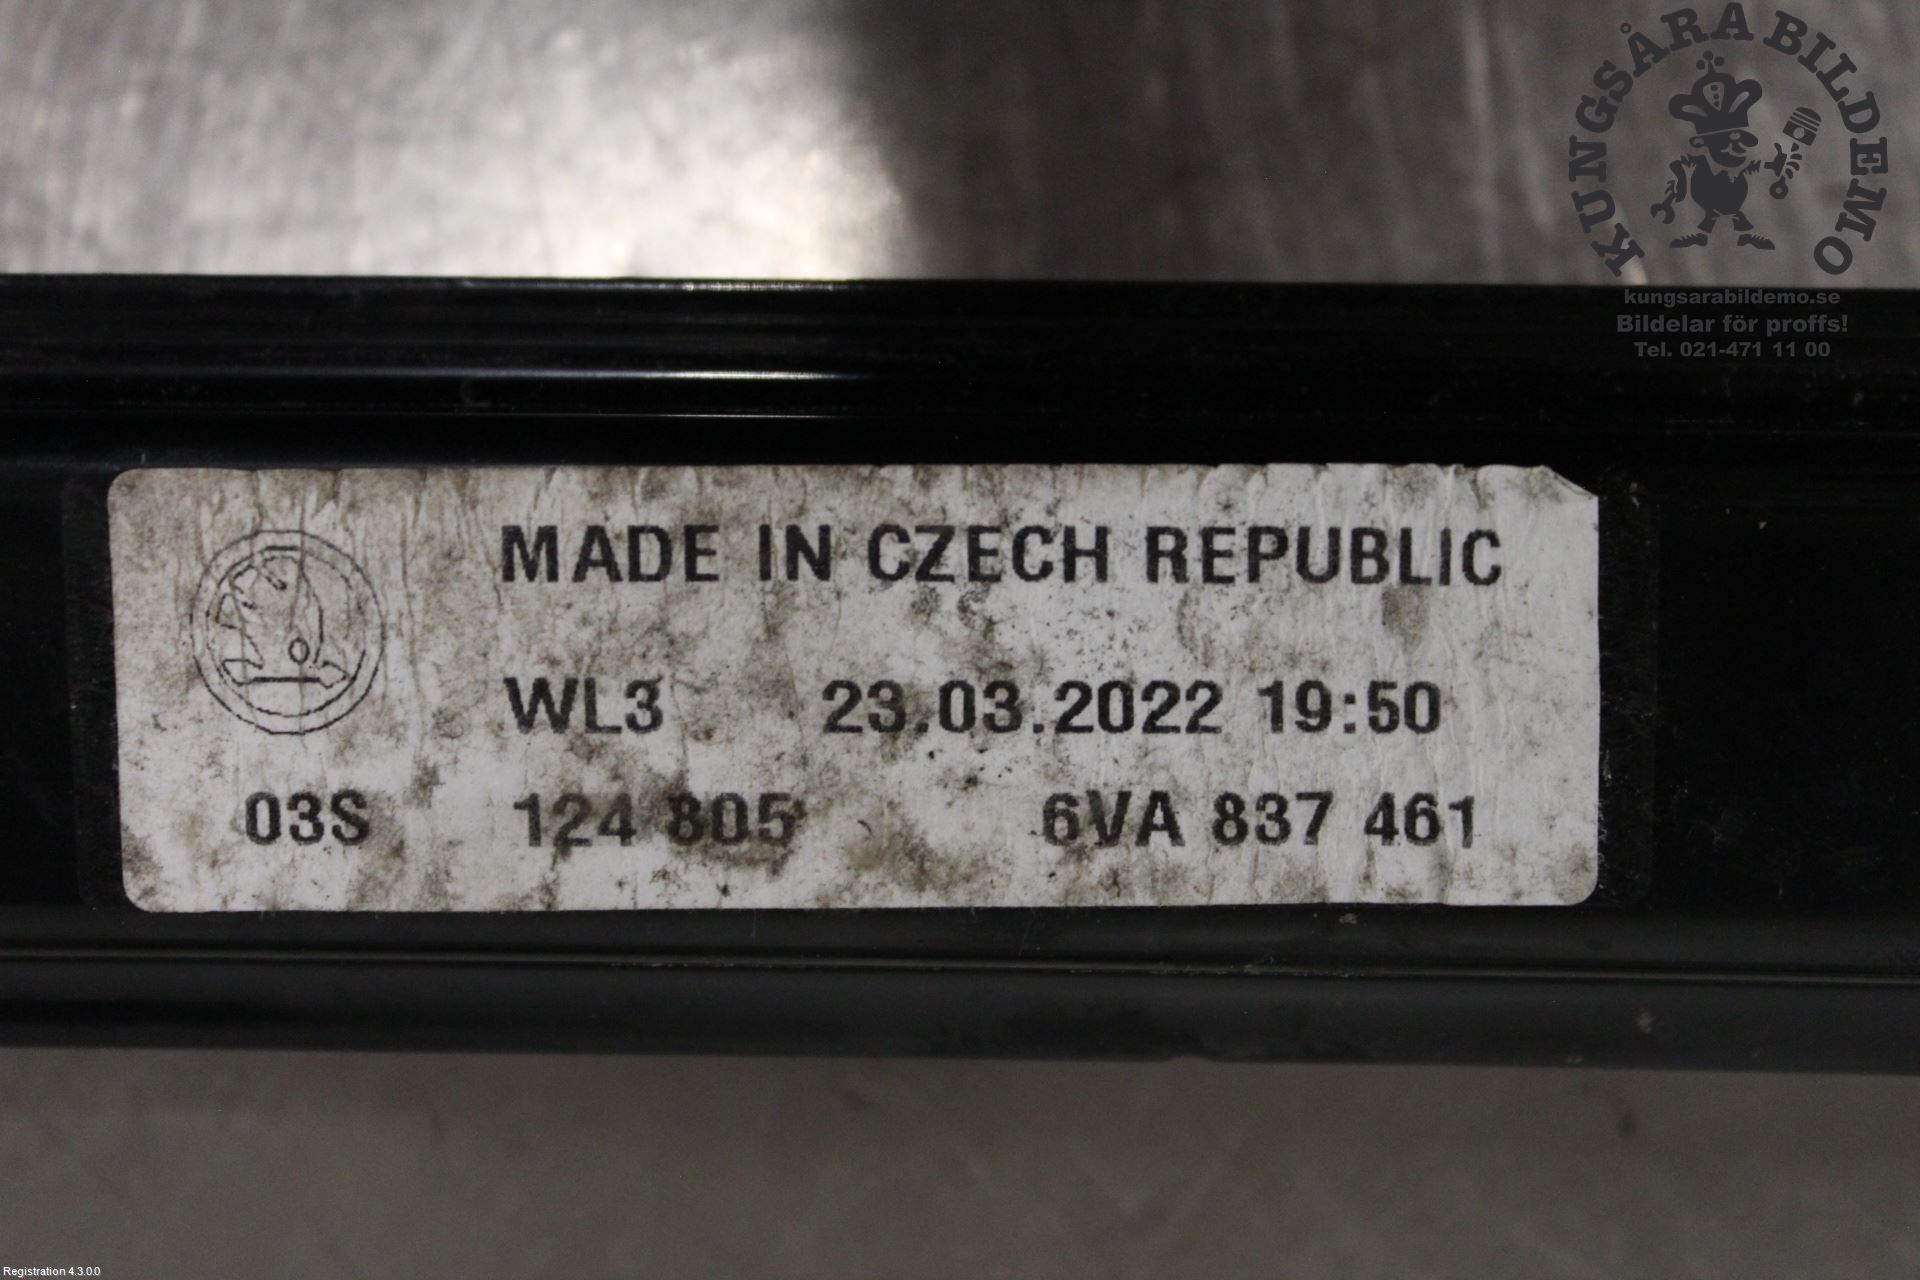 KUNGSÅRA BILDEMO
kungsarabildemo.se
Bildelar för proffs!
Tel. 021-471 11 00
MADE IN CZECH REPUBLIC
WL3 23.03.2022 19:50
03S 124 805 6VA 837 461
Registration 4.3.0.0